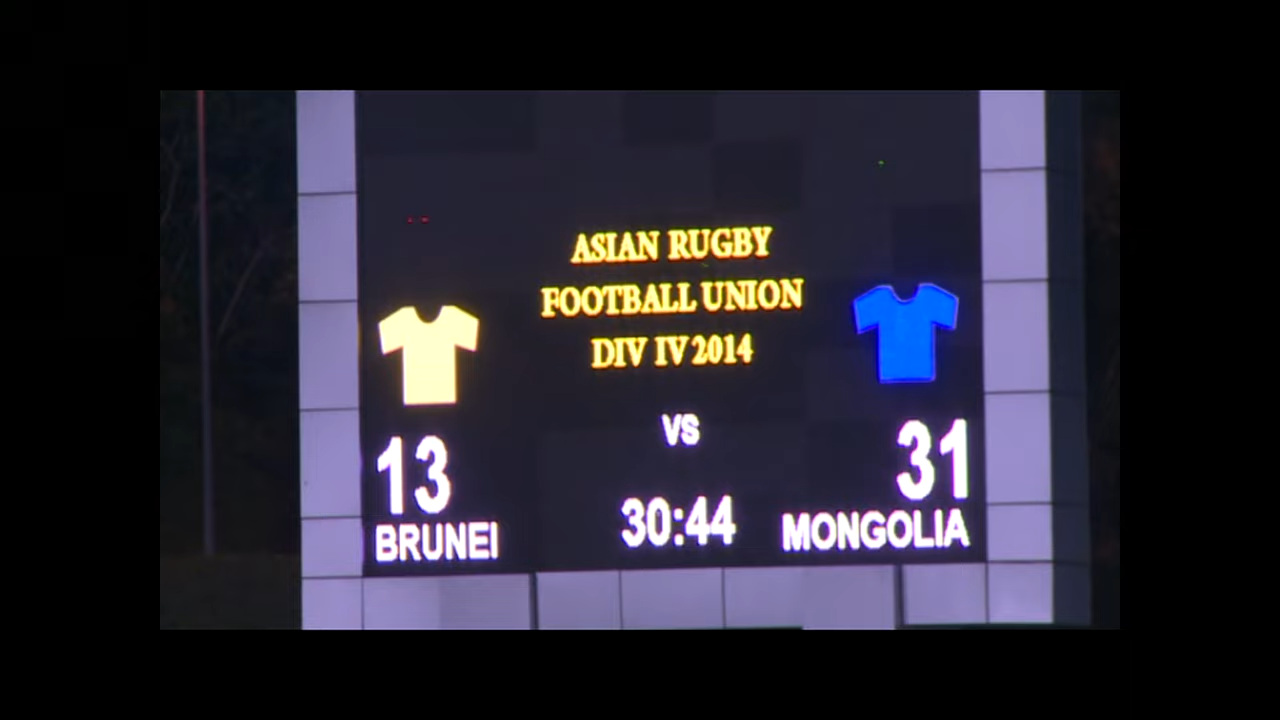 ASIAN RUGBY
FOOTBALL UNION
DIV IV 2014
VS
13
31
BRUNEI
30:44
MONGOLIA